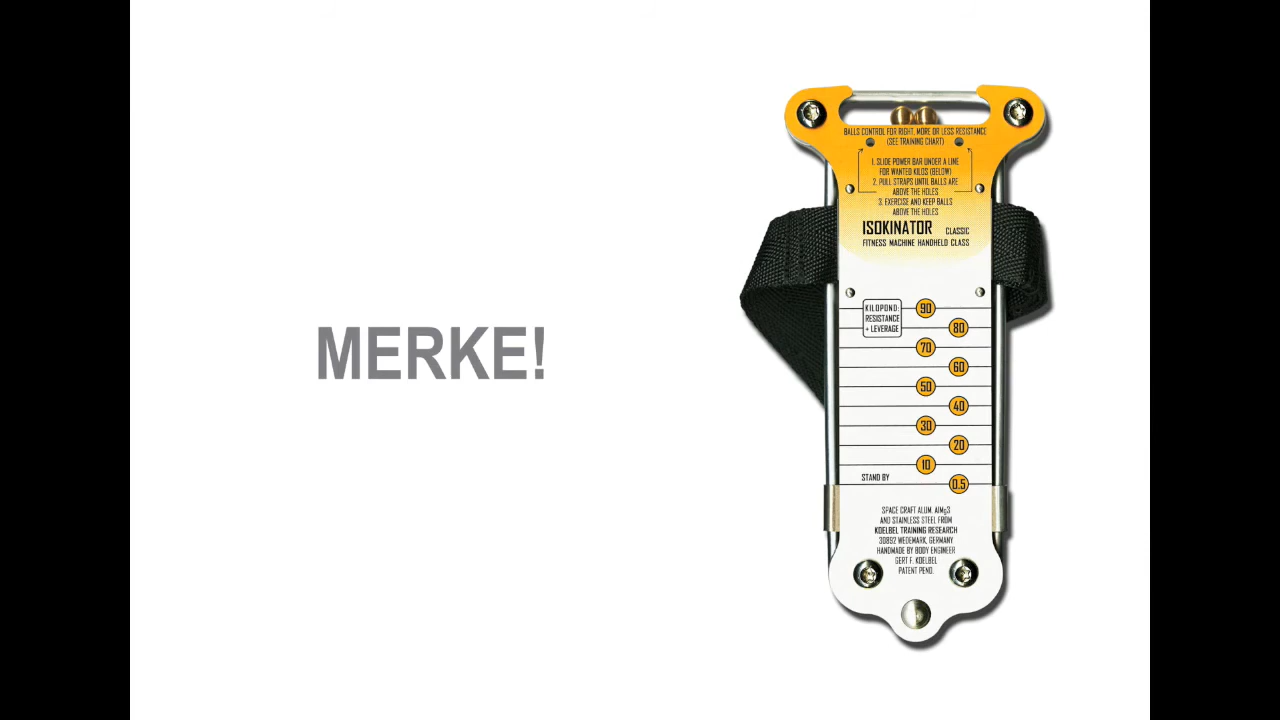 MERKE!
BALLS CONTROL FOR RIGHT, MORE OR LESS RESISTANCE
(SEE TRAINING CHART)
1. SLIDE POWER BAR UNDER A LINE
FOR WANTED KILOS (BELOW)
2. PULL STRAPS UNTIL BALLS ARE
ABOVE THE HOLES
3. EXERCISE AND KEEP BALLS
ABOVE THE HOLES
ISOKINATOR CLASSIC
FITNESS MACHINE HANDHELD CLASS
KILOPOND:
RESISTANCE
+ LEVERAGE
90
80
70
60
50
40
30
20
10
STAND BY
0.5
SPACE CRAFT ALUM. AlMg3
AND STAINLESS STEEL FROM
KOELBEL TRAINING RESEARCH
30892 WEDEMARK, GERMANY
HANDMADE BY BODY ENGINEER
GERT F. KOELBEL
PATENT PEND.